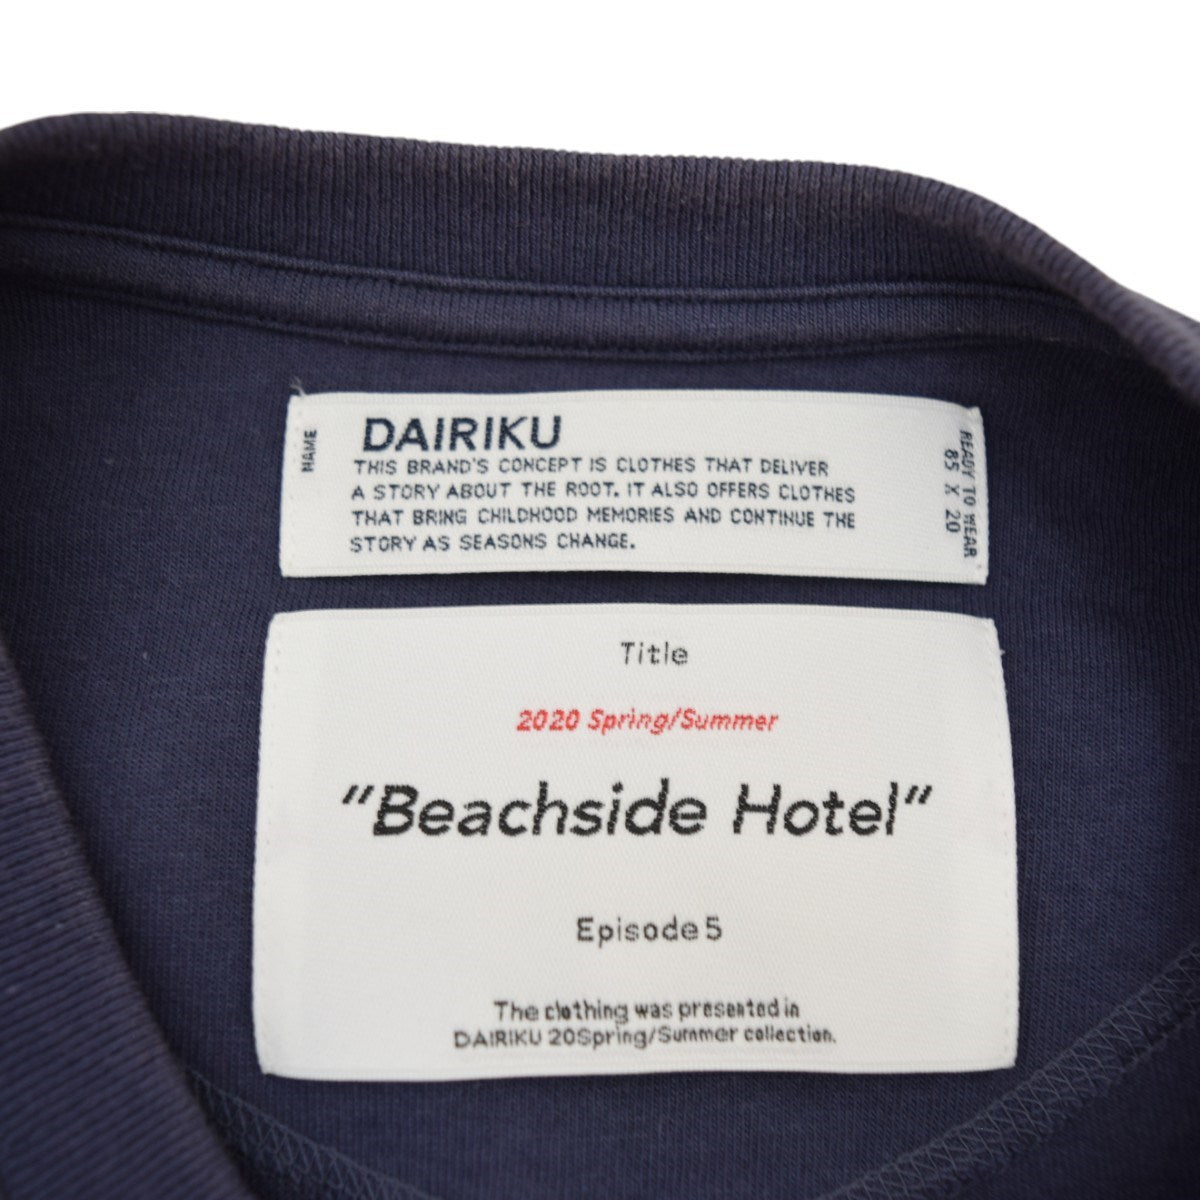 NAME
DAIRIKU
THIS BRAND'S CONCEPT IS CLOTHES THAT DELIVER
A STORY ABOUT THE ROOT. IT ALSO OFFERS CLOTHES
THAT BRING CHILDHOOD MEMORIES AND CONTINUE THE
STORY AS SEASONS CHANGE.
READY TO WEAR
85 X 20
Title
2020 Spring/Summer
"Beachside Hotel"
Episode 5
The clothing was presented in
DAIRIKU 20Spring/Summer collection.